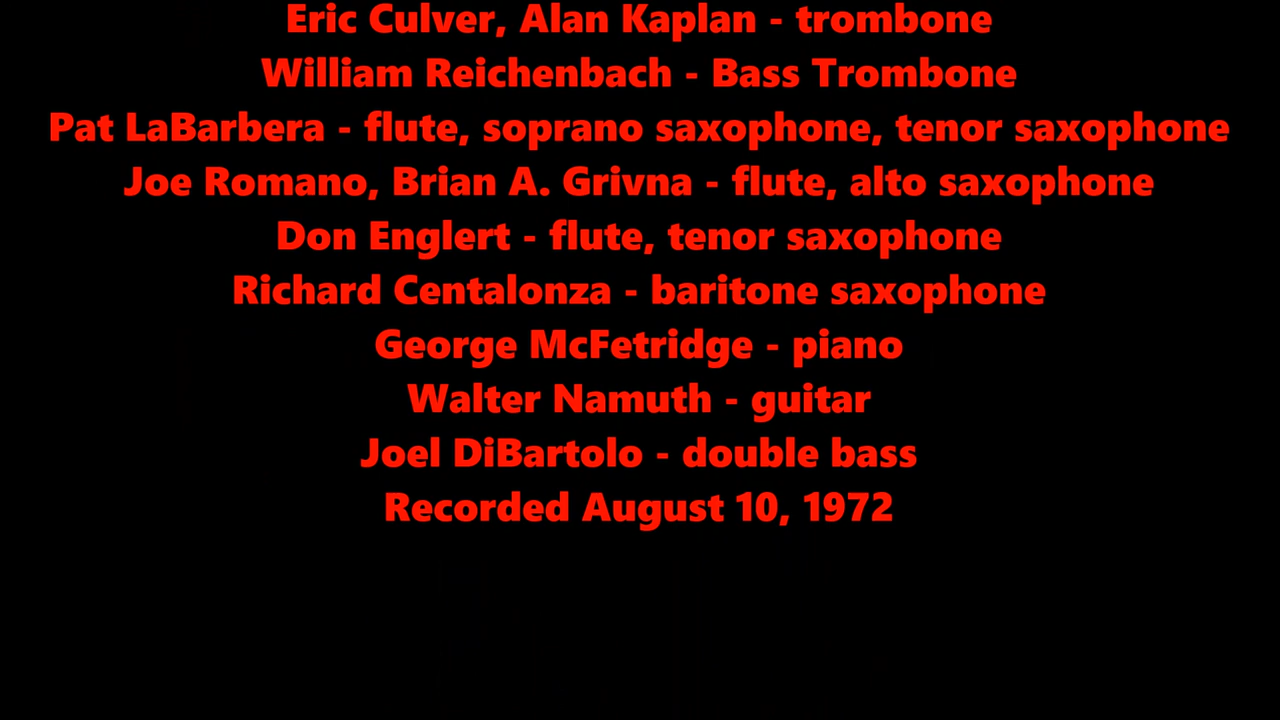 Eric Culver, Alan Kaplan - trombone
William Reichenbach - Bass Trombone
Pat LaBarbera - flute, soprano saxophone, tenor saxophone
Joe Romano, Brian A. Grivna - flute, alto saxophone
Don Englert - flute, tenor saxophone
Richard Centalonza - baritone saxophone
George McFetridge - piano
Walter Namuth - guitar
Joel DiBartolo - double bass
Recorded August 10, 1972